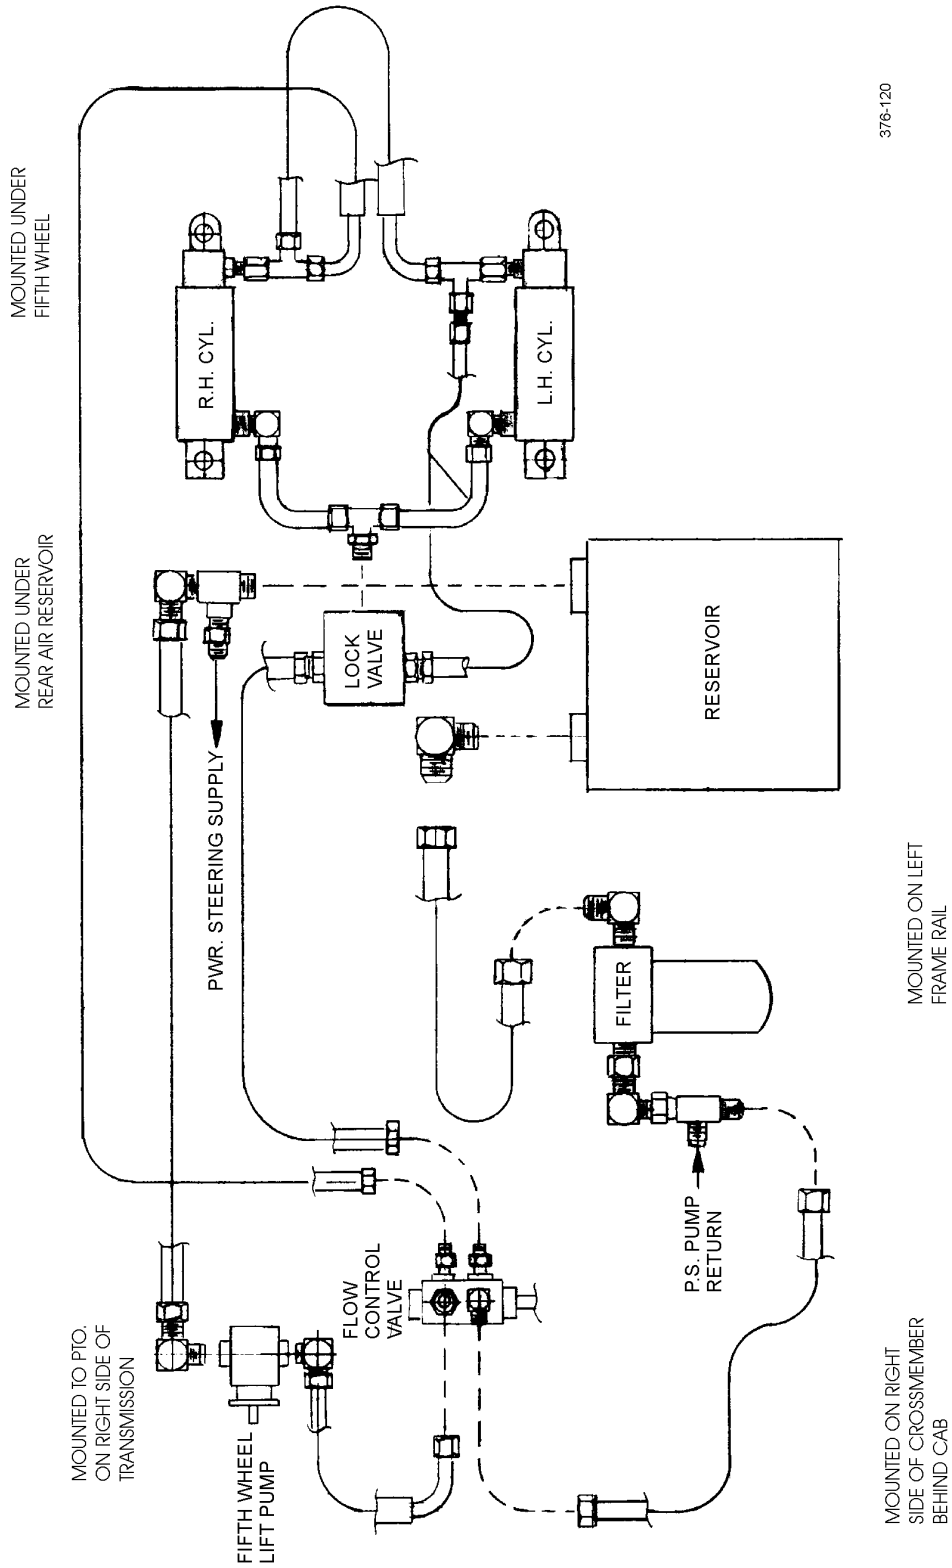 MOUNTED TO PTO.
ON RIGHT SIDE OF
TRANSMISSION
MOUNTED UNDER
REAR AIR RESERVOIR
MOUNTED UNDER
FIFTH WHEEL
FIFTH WHEEL
LIFT PUMP
PWR. STEERING SUPPLY
R.H. CYL.
FLOW
CONTROL
VALVE
LOCK
VALVE
L.H. CYL.
FILTER
P.S. PUMP
RETURN
RESERVOIR
MOUNTED ON RIGHT
SIDE OF CROSSMEMBER
BEHIND CAB
MOUNTED ON LEFT
FRAME RAIL
376-120